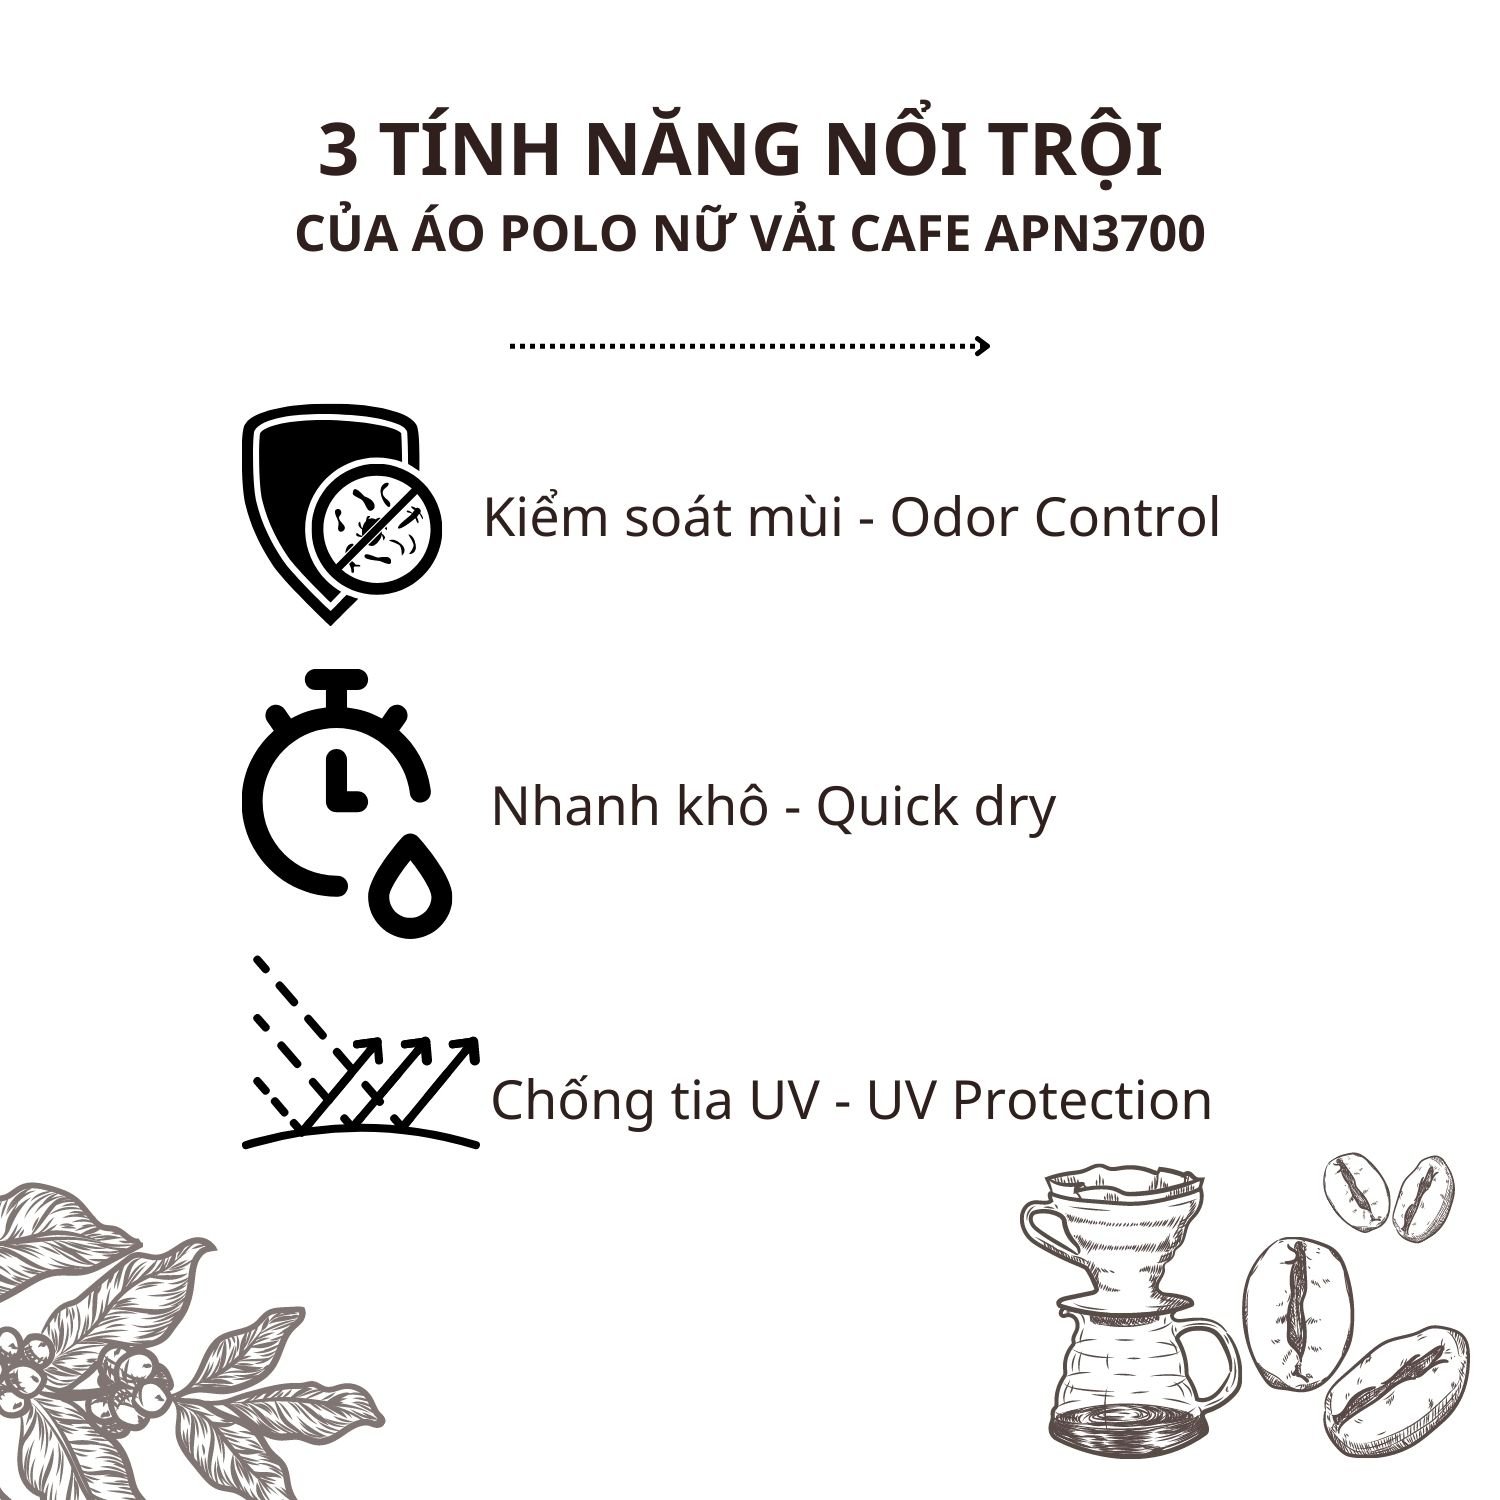 3 TÍNH NĂNG NỔI TRỘI
CỦA ÁO POLO NỮ VẢI CAFE APN3700
Kiểm soát mùi - Odor Control
Nhanh khô - Quick dry
Chống tia UV - UV Protection